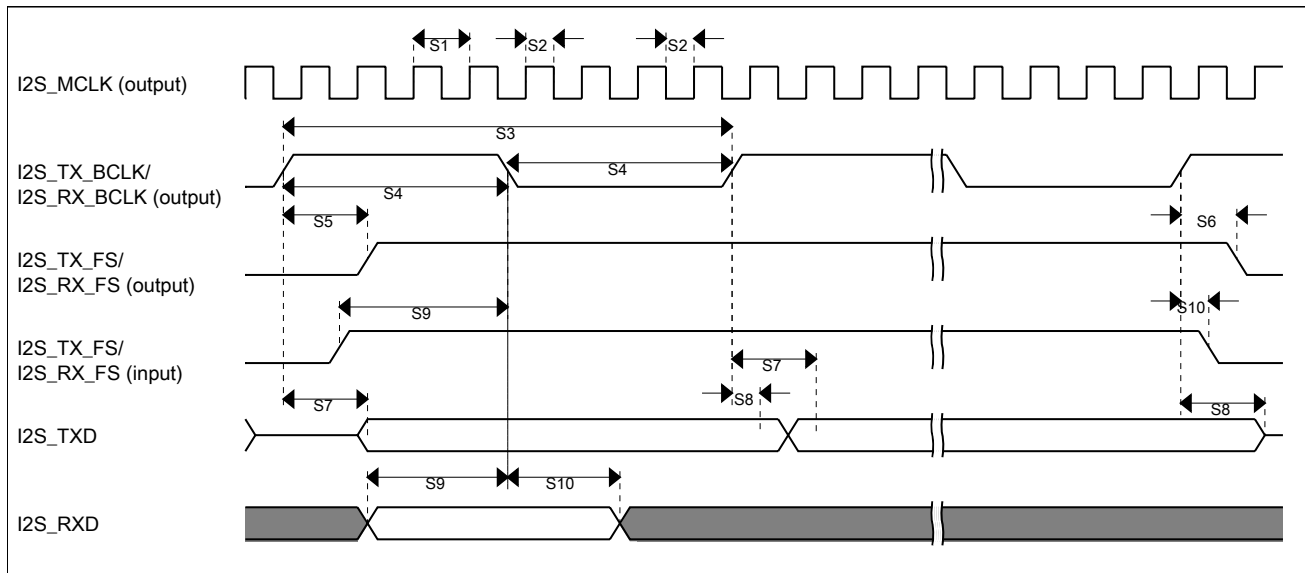 S1
S2
S2
I2S_MCLK (output)
S3
I2S_TX_BCLK/
I2S_RX_BCLK (output)
S4
S4
S5
S6
I2S_TX_FS/
I2S_RX_FS (output)
S9
S10
I2S_TX_FS/
I2S_RX_FS (input)
S7
S7
S8
S8
I2S_TXD
S9
S10
I2S_RXD